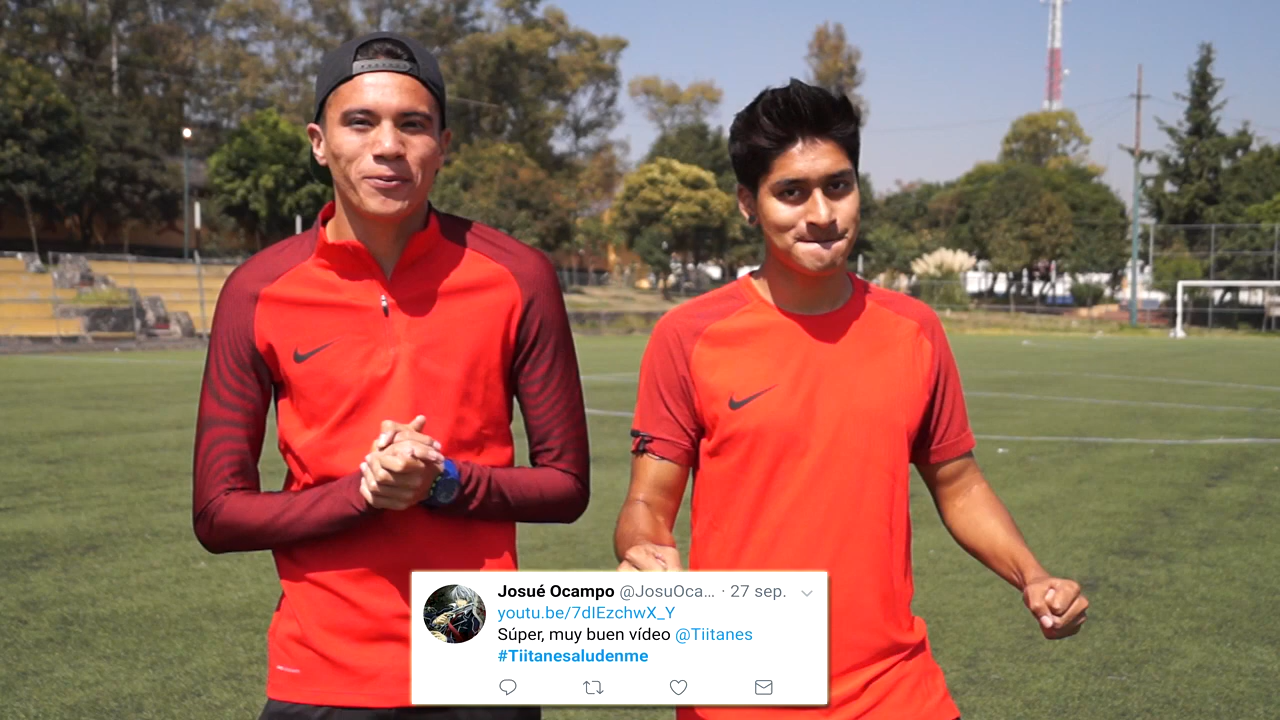 Josué Ocampo @JosuOca... · 27 sep.
youtu.be/7dIEzchwX_Y
Súper, muy buen vídeo @Tiitanes
#Tiitanesaludenme